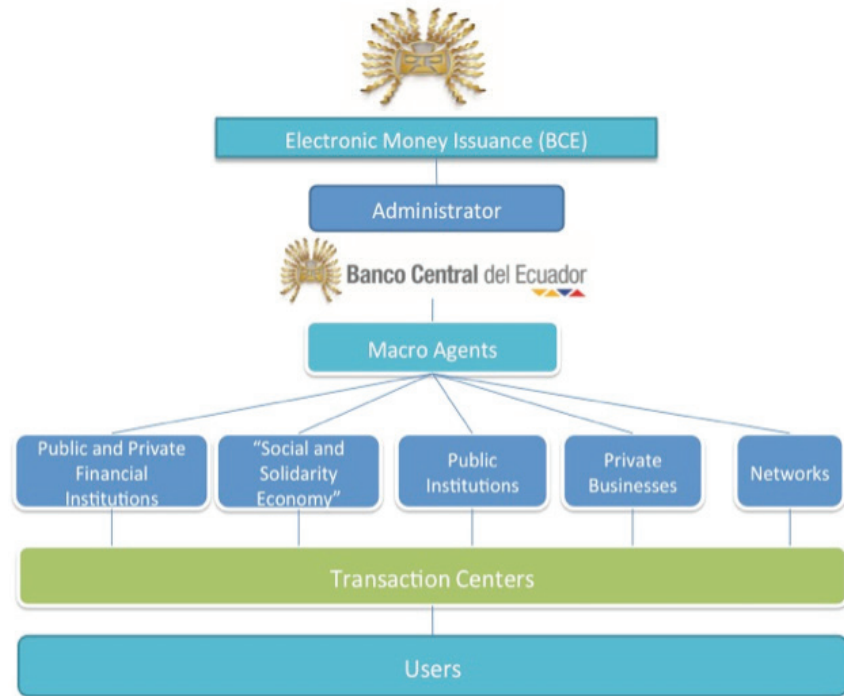 Electronic Money Issuance (BCE)
Administrator
Banco Central del Ecuador
Macro Agents
Public and Private
Financial
Institutions
“Social and
Solidarity
Economy”
Public
Institutions
Private
Businesses
Networks
Transaction Centers
Users